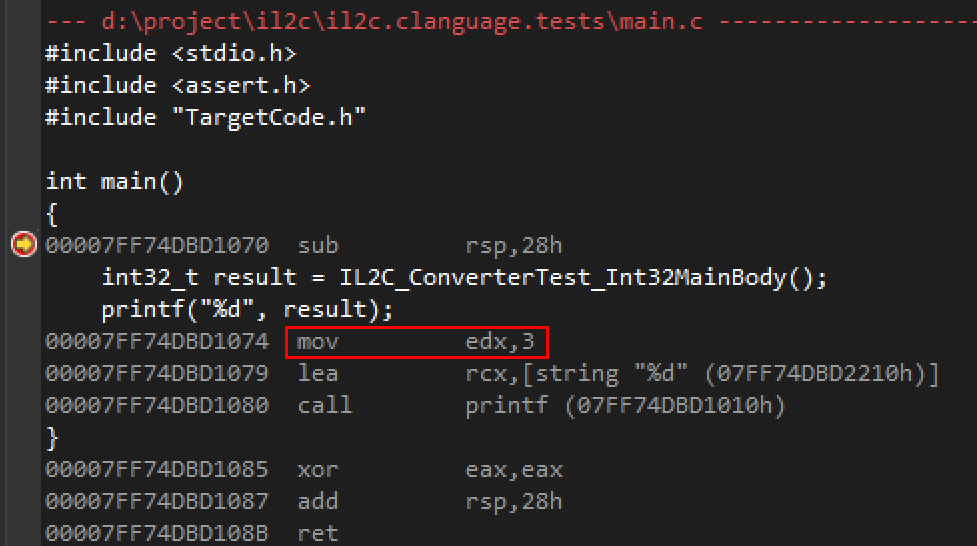 --- d:\project\il2c\il2c.clanguage.tests\main.c -------------------
#include <stdio.h>
#include <assert.h>
#include "TargetCode.h"
int main()
{
00007FF74DBD1070  sub         rsp,28h
    int32_t result = IL2C_ConverterTest_Int32MainBody();
    printf("%d", result);
00007FF74DBD1074  mov         edx,3
00007FF74DBD1079  lea         rcx,[string "%d" (07FF74DBD2210h)]
00007FF74DBD1080  call        printf (07FF74DBD1010h)
}
00007FF74DBD1085  xor         eax,eax
00007FF74DBD1087  add         rsp,28h
00007FF74DBD108B  ret